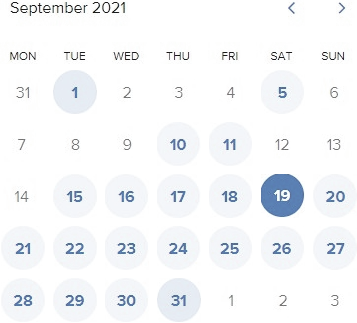 September 2021
MON TUE WED THU FRI SAT SUN
31 1 2 3 4 5 6
7 8 9 10 11 12 13
14 15 16 17 18 19 20
21 22 23 24 25 26 27
28 29 30 31 1 2 3